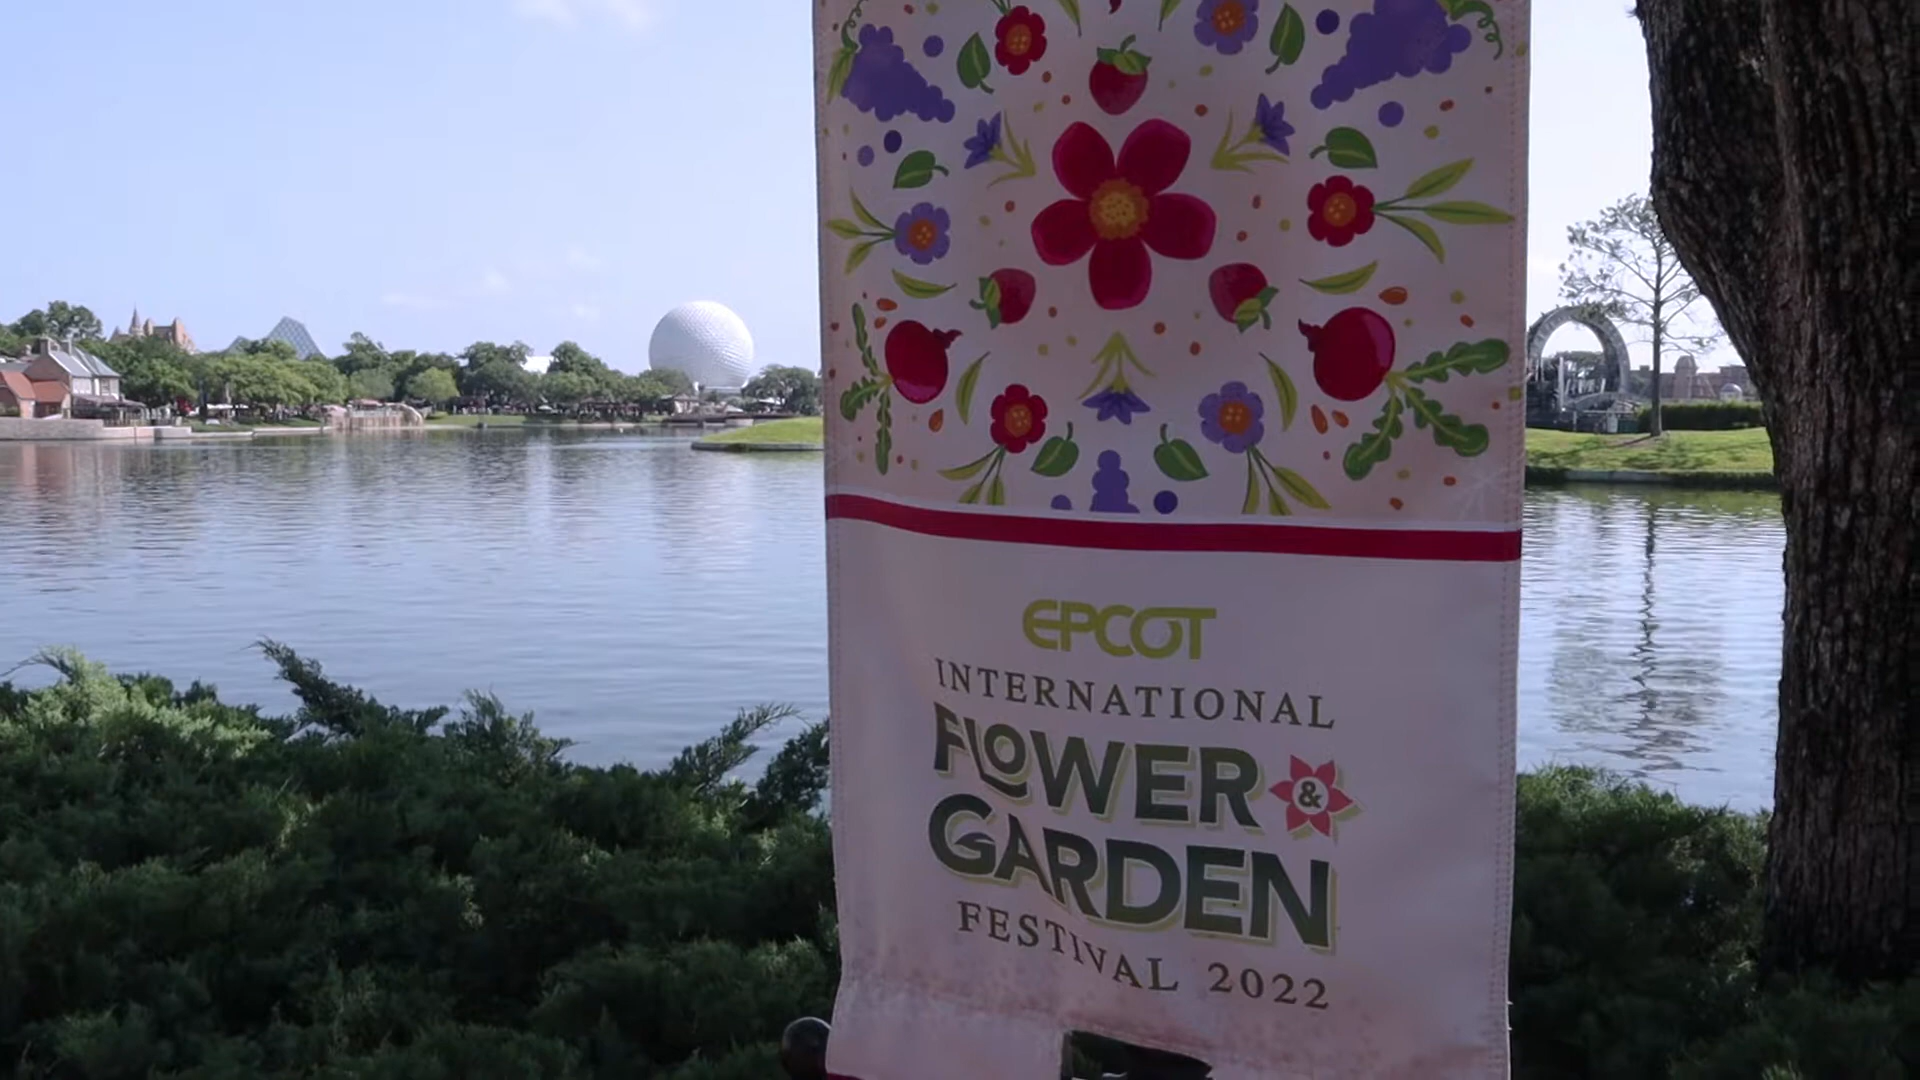 EPCOT
INTERNATIONAL
FLOWER &
GARDEN
FESTIVAL 2022